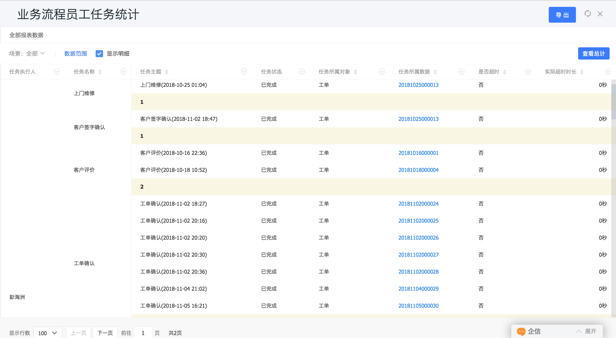 业务流程员工任务统计
导 出
全部报表数据
场景: 全部 数据范围 显示明细 查看总计
任务执行人 任务名称 任务主题 任务状态 任务所属对象 任务所属数据 是否超时 实际超时时长
上门维修 上门维修(2018-10-25 01:04) 已完成 工单 20181025000013 否 0秒
1
客户签字确认 客户签字确认(2018-11-02 18:47) 已完成 工单 20181025000013 否 0秒
1
客户评价(2018-10-16 22:36) 已完成 工单 20181016000001 否 0秒
客户评价 客户评价(2018-10-18 10:52) 已完成 工单 20181018000004 否 0秒
2
工单确认(2018-11-02 18:27) 已完成 工单 20181102000024 否 0秒
工单确认(2018-11-02 20:16) 已完成 工单 20181102000025 否 0秒
工单确认(2018-11-02 20:20) 已完成 工单 20181102000026 否 0秒
工单确认(2018-11-02 20:30) 已完成 工单 20181102000027 否 0秒
工单确认 工单确认(2018-11-02 20:36) 已完成 工单 20181102000028 否 0秒
工单确认(2018-11-04 21:02) 已完成 工单 20181104000029 否 0秒
彭海洲 工单确认(2018-11-05 16:21) 已完成 工单 20181105000030 否 0秒
显示行数 100 上一页 下一页 前往 1 页 共2页
企信 展开